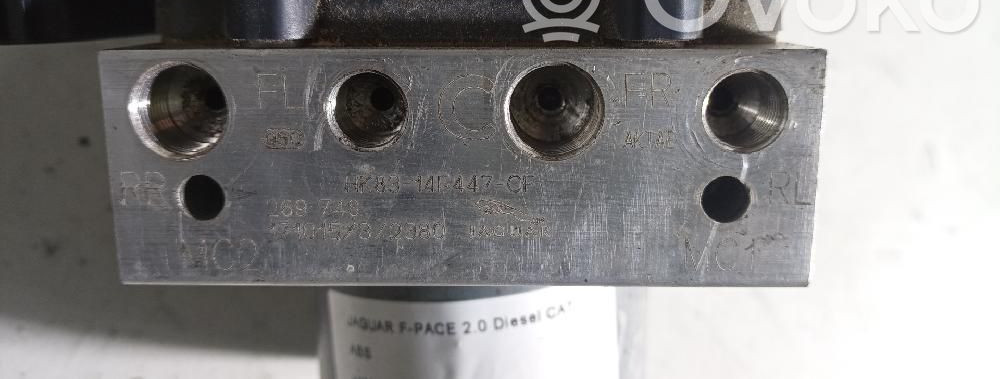 OVOKO
FL C FR
AKTAE
HK83-14F447-CF
RR RL
269 748
JAGUAR
MC2 MC1
JAGUAR F-PACE 2.0 Diesel
ABS